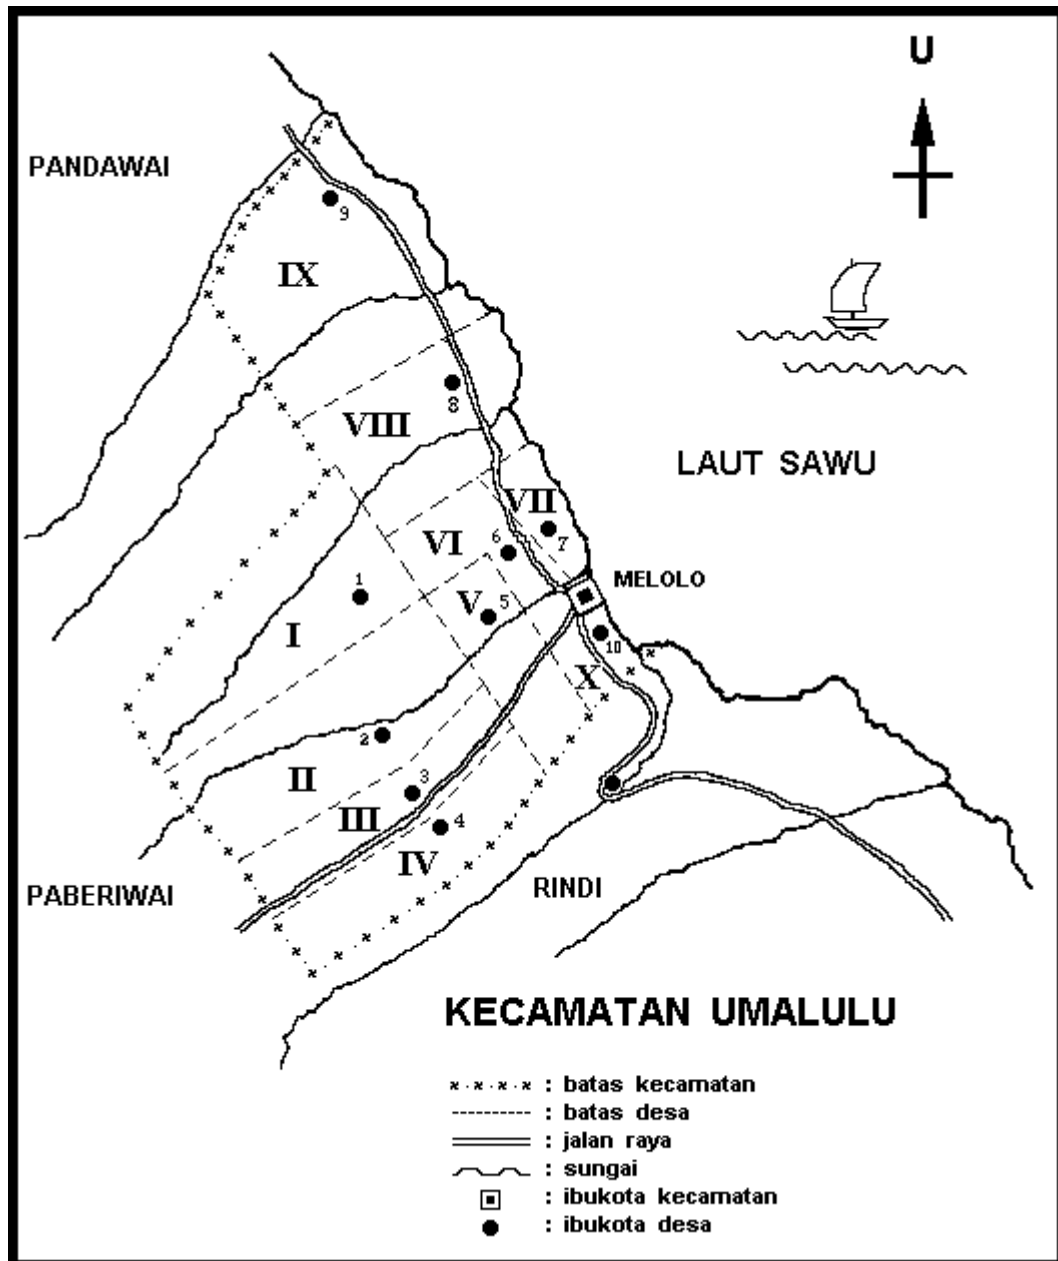 U
PANDAWAI
9
IX
8
VIII
LAUT SAWU
VII
7
VI
6
MELOLO
1
V
5
I
10
X
2
II
3
III
4
IV
PABERIWAI
RINDI
KECAMATAN UMALULU
: batas kecamatan
: batas desa
: jalan raya
: sungai
: ibukota kecamatan
: ibukota desa